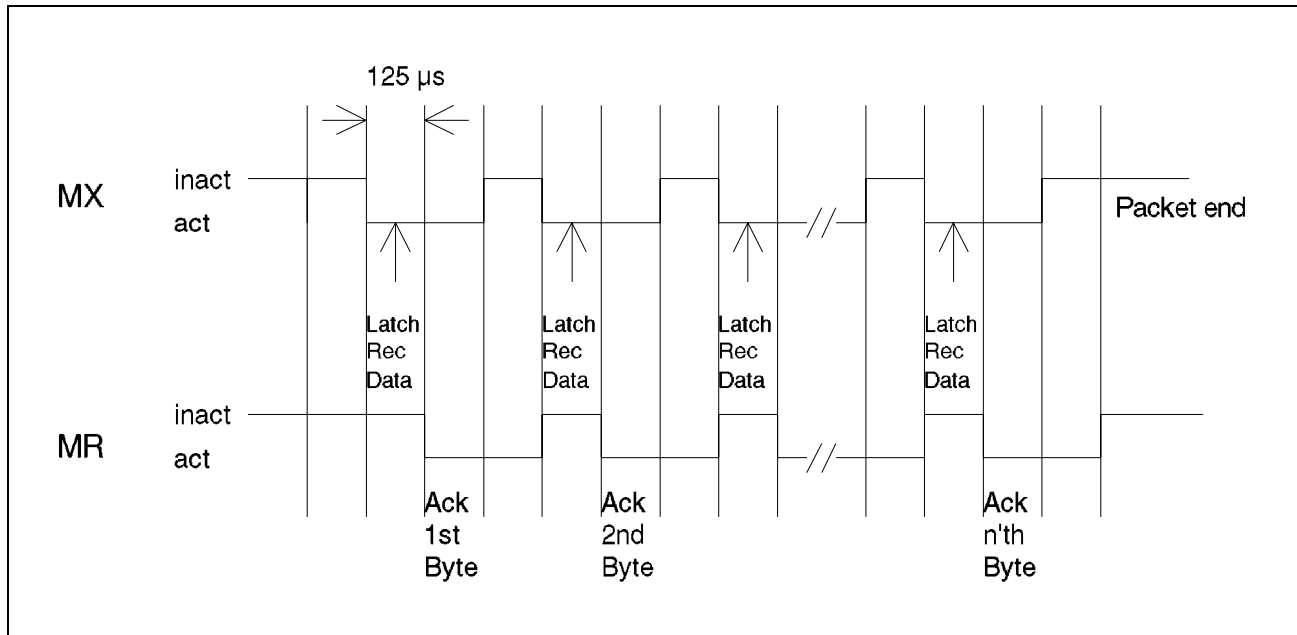 125 µs
MX
inact
act
Packet end
Latch
Rec
Data
Latch
Rec
Data
Latch
Rec
Data
Latch
Rec
Data
MR
inact
act
Ack
1st
Byte
Ack
2nd
Byte
Ack
n'th
Byte